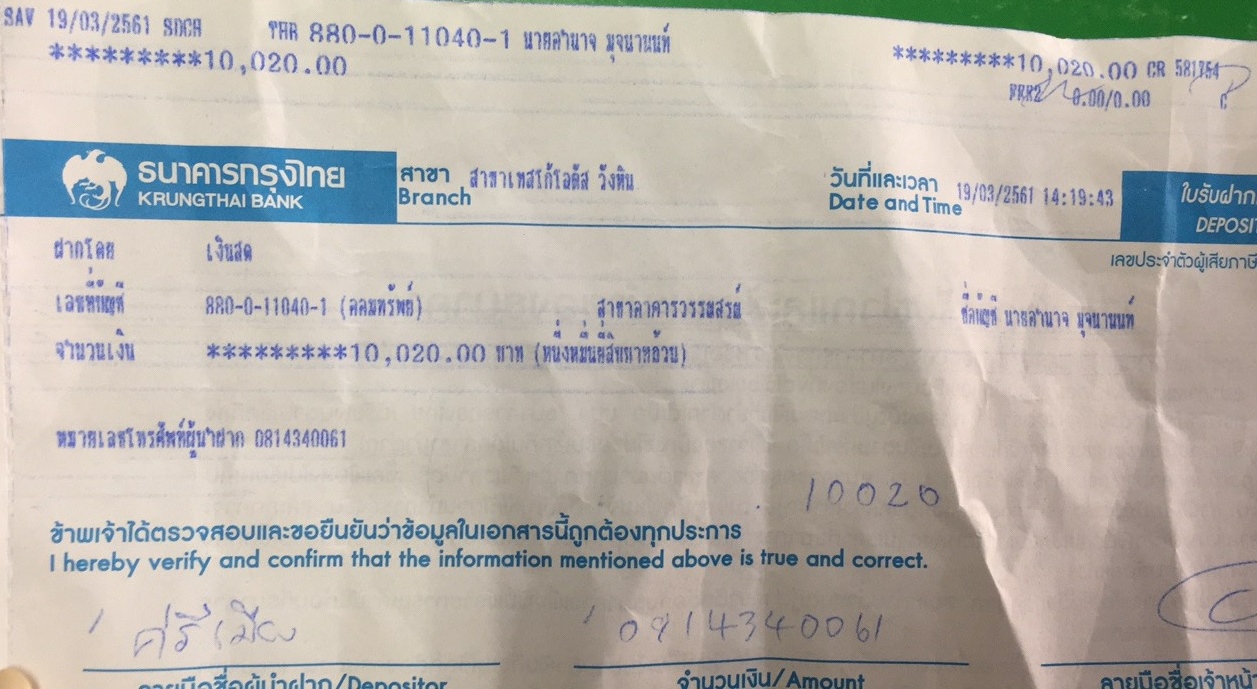 SAV 19/03/2561 SDCH THB 880-0-11040-1 นายอำนาจ มุจนานนท์
*********10,020.00
*********10,020.00 CR 581754
FRR2 0.00/0.00 C
ธนาคารกรุงไทย
KRUNGTHAI BANK
สาขา
Branch
สาขาเทสโก้โลตัส วังหิน
วันที่และเวลา
Date and Time
19/03/2561 14:19:43
ใบรับฝาก
DEPOSI
เลขประจำตัวผู้เสียภาษี
ฝากโดย เงินสด
เลขที่บัญชี 880-0-11040-1 (ออมทรัพย์) สาขาอาคารวรรณสรณ์ ชื่อบัญชี นายอำนาจ มุจนานนท์
จำนวนเงิน *********10,020.00 บาท (หนึ่งหมื่นยี่สิบบาทถ้วน)
หมายเลขโทรศัพท์ผู้นำฝาก 0814340061
10020
ข้าพเจ้าได้ตรวจสอบและขอยืนยันว่าข้อมูลในเอกสารนี้ถูกต้องทุกประการ
I hereby verify and confirm that the information mentioned above is true and correct.
ศรีเมือง 0814340061
ลายมือชื่อผู้นำฝาก/Depositor จำนวนเงิน/Amount ลายมือชื่อเจ้าหน้